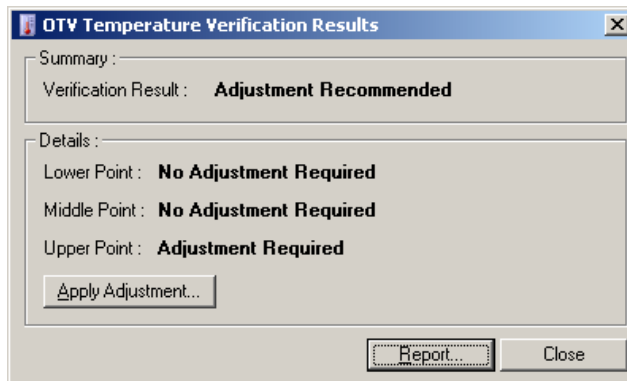 OTV Temperature Verification Results
Summary :
Verification Result : Adjustment Recommended
Details :
Lower Point : No Adjustment Required
Middle Point : No Adjustment Required
Upper Point : Adjustment Required
Apply Adjustment...
Report... Close